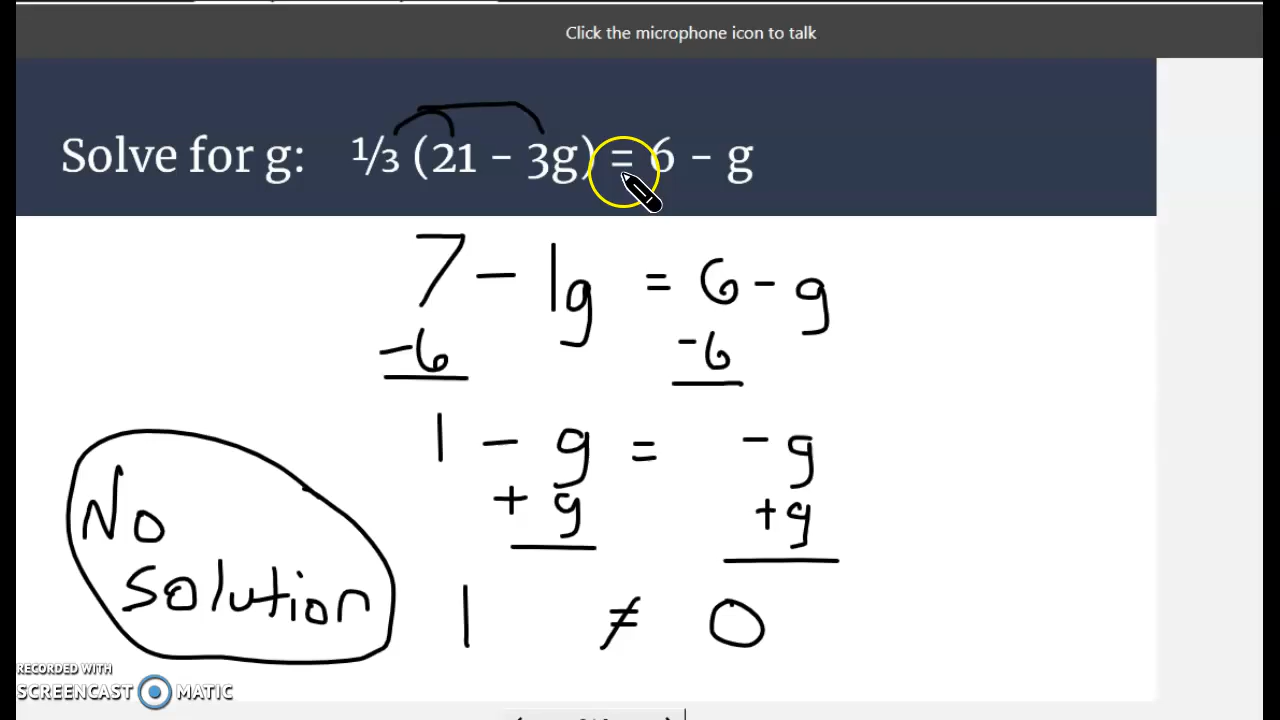 Click the microphone icon to talk
Solve for g: ⅓ (21 - 3g) = 6 - g
7 - 1g = 6 - g
-6 -6
1 - g = - g
+ g + g
1 ≠ 0
No
solution
RECORDED WITH
SCREENCAST MATIC